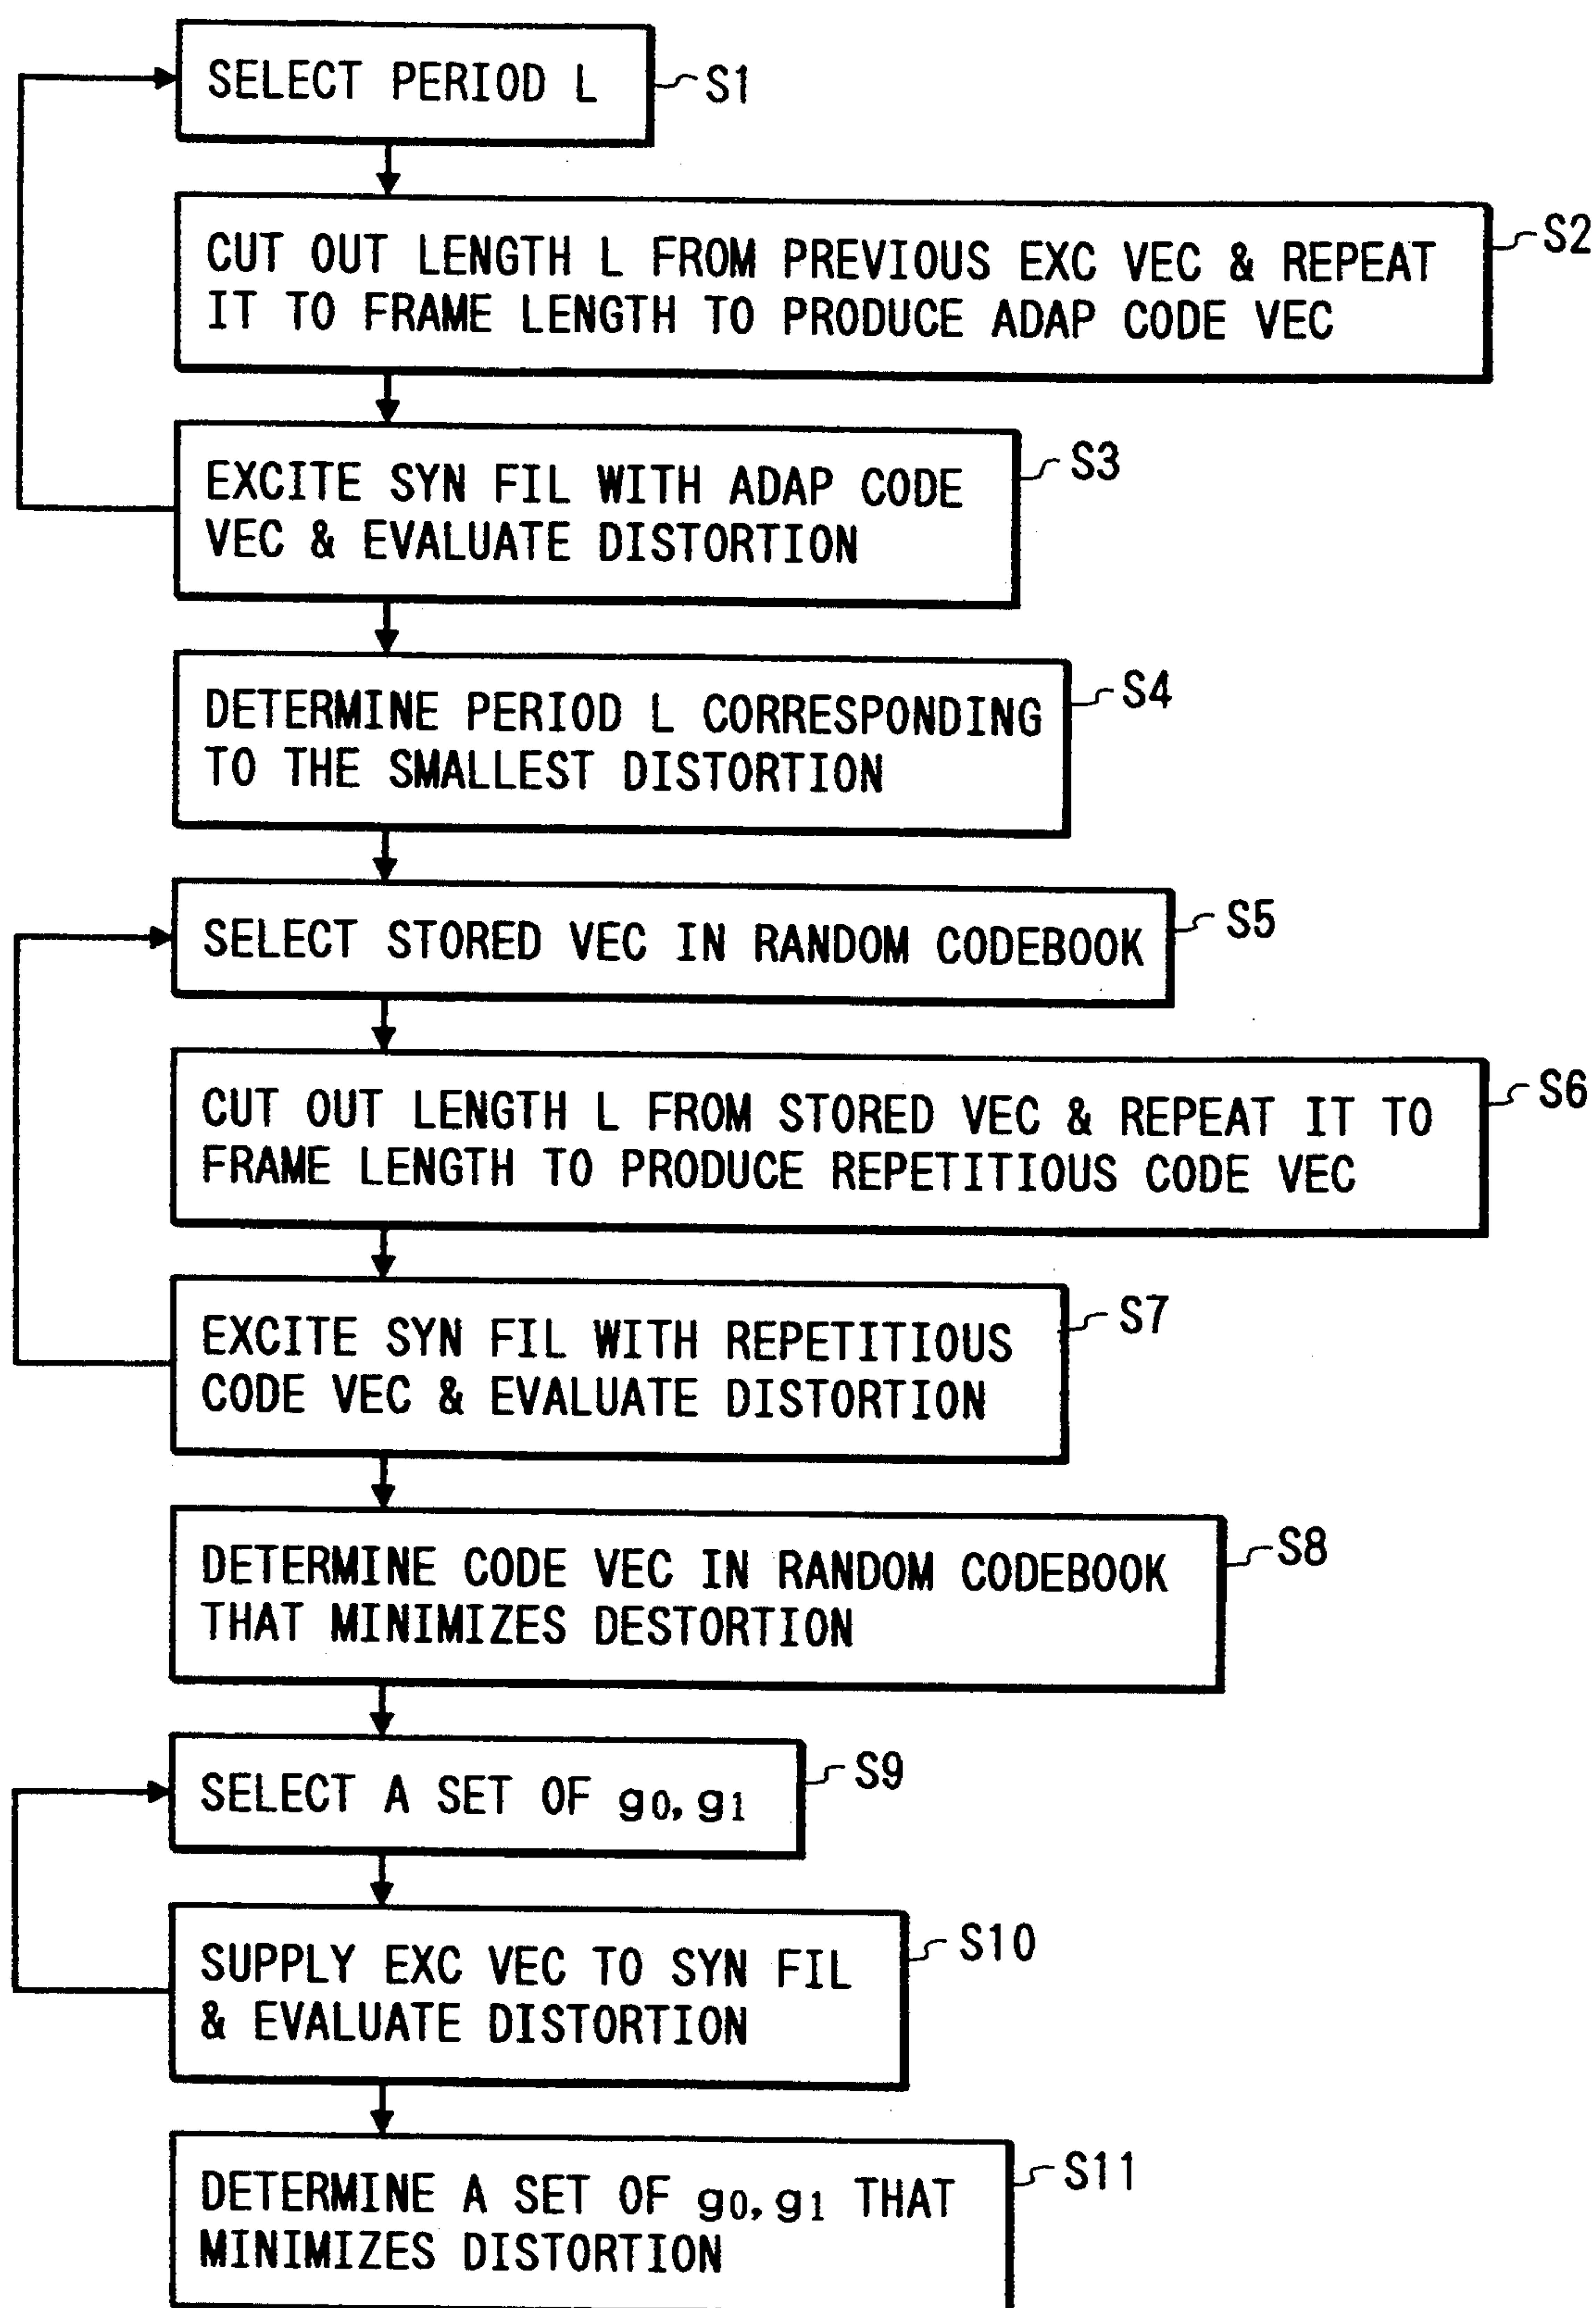 SELECT PERIOD L
S1
CUT OUT LENGTH L FROM PREVIOUS EXC VEC & REPEAT
IT TO FRAME LENGTH TO PRODUCE ADAP CODE VEC
S2
EXCITE SYN FIL WITH ADAP CODE
VEC & EVALUATE DISTORTION
S3
DETERMINE PERIOD L CORRESPONDING
TO THE SMALLEST DISTORTION
S4
SELECT STORED VEC IN RANDOM CODEBOOK
S5
CUT OUT LENGTH L FROM STORED VEC & REPEAT IT TO
FRAME LENGTH TO PRODUCE REPETITIOUS CODE VEC
S6
EXCITE SYN FIL WITH REPETITIOUS
CODE VEC & EVALUATE DISTORTION
S7
DETERMINE CODE VEC IN RANDOM CODEBOOK
THAT MINIMIZES DESTORTION
S8
SELECT A SET OF g0,g1
S9
SUPPLY EXC VEC TO SYN FIL
& EVALUATE DISTORTION
S10
DETERMINE A SET OF g0,g1 THAT
MINIMIZES DISTORTION
S11